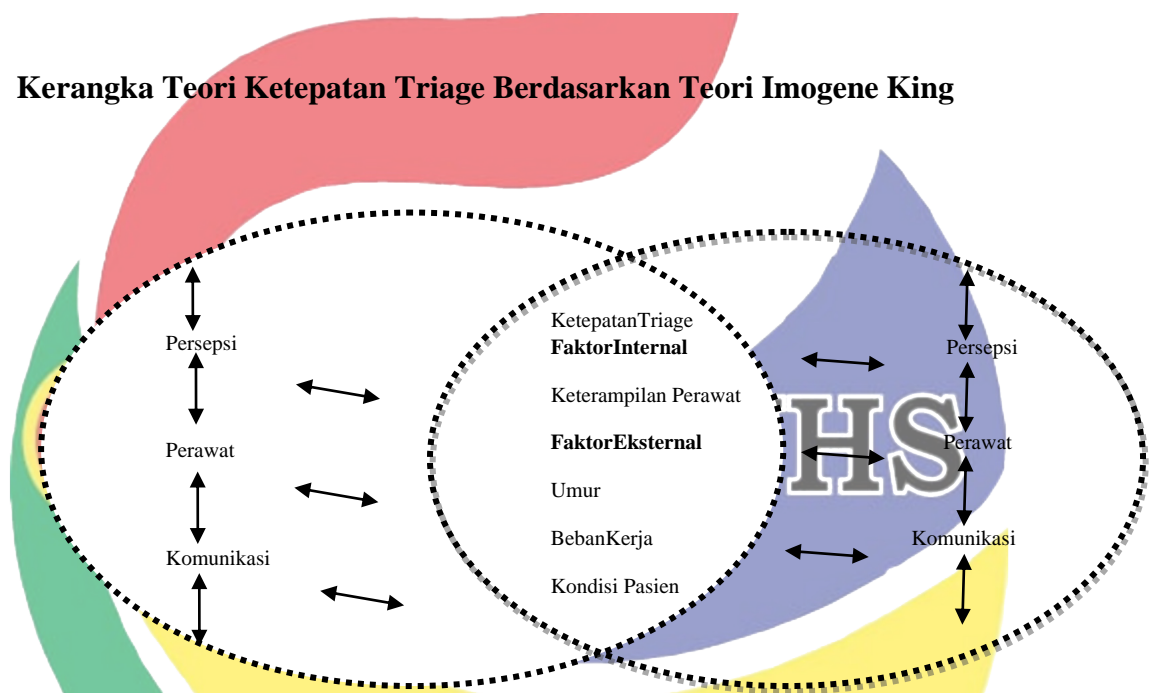 Kerangka Teori Ketepatan Triage Berdasarkan Teori Imogene King
Persepsi
Perawat
Komunikasi
KetepatanTriage
FaktorInternal
Keterampilan Perawat
FaktorEksternal
Umur
BebanKerja
Kondisi Pasien
Persepsi
Perawat
Komunikasi
HS